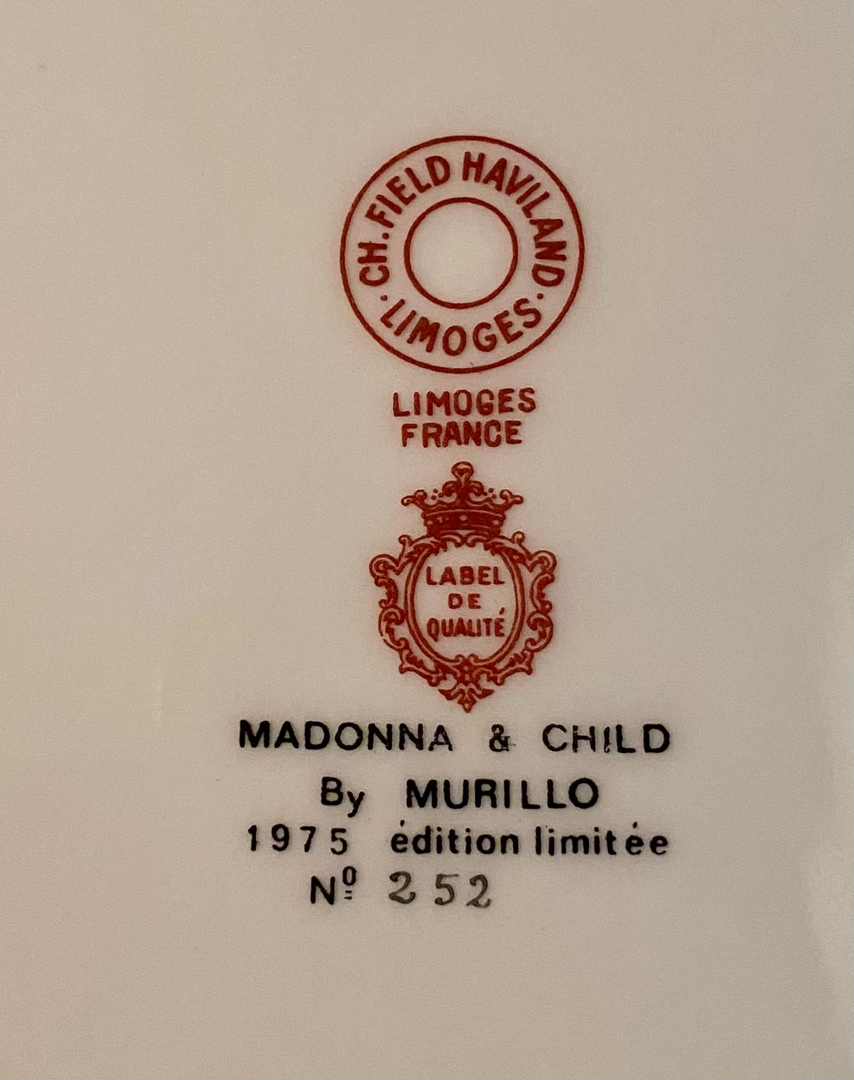 CH. FIELD HAVILAND
· LIMOGES ·
LIMOGES
FRANCE
LABEL
DE
QUALITÉ
MADONNA & CHILD
By MURILLO
1975 édition limitée
Nº 252